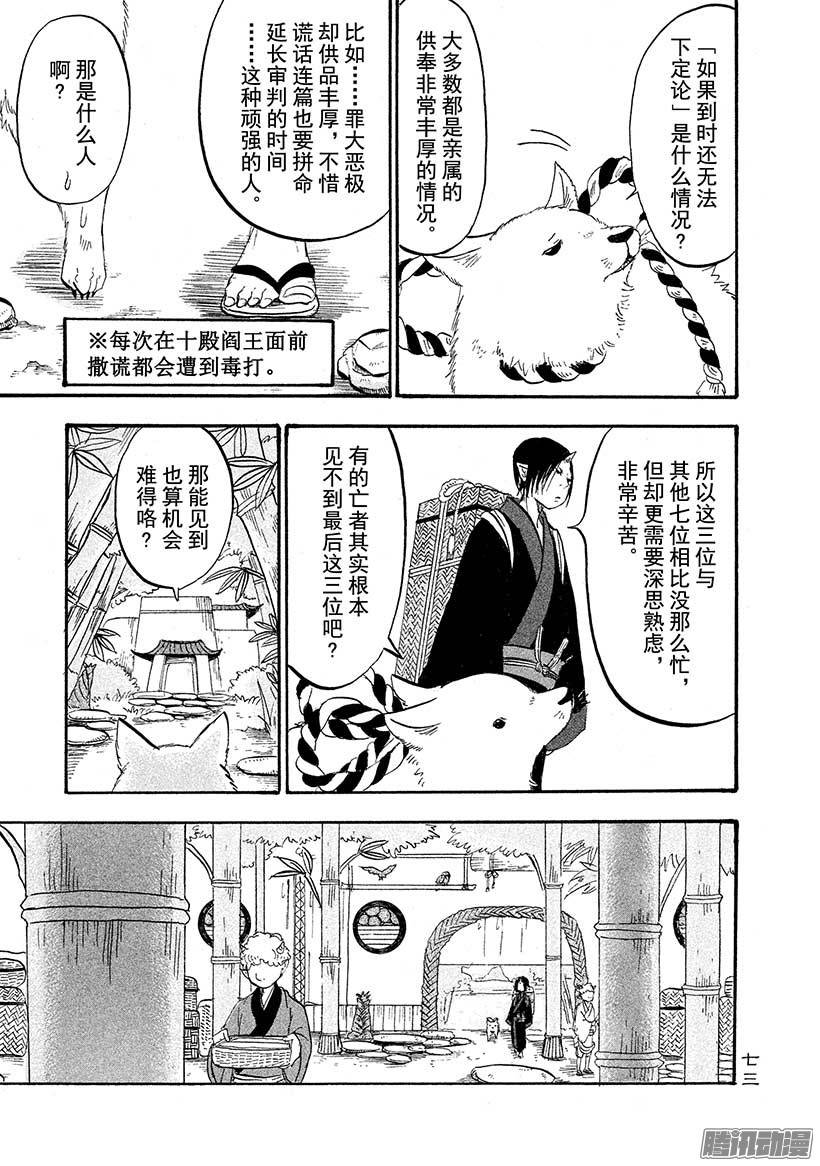 「如果到时还无法
下定论」是什么情况?
大多数都是亲属的
供奉非常丰厚的情况。
比如……罪大恶极
却供品丰厚，不惜
谎话连篇也要拼命
延长审判的时间
……这种顽强的人。
那是什么人
啊?
※每次在十殿阎王面前
撒谎都会遭到毒打。
所以这三位与
其他七位相比没那么忙，
但却更需要深思熟虑，
非常辛苦。
有的亡者其实根本
见不到最后这三位吧?
那能见到
也算机会
难得咯?
七三
腾讯动漫